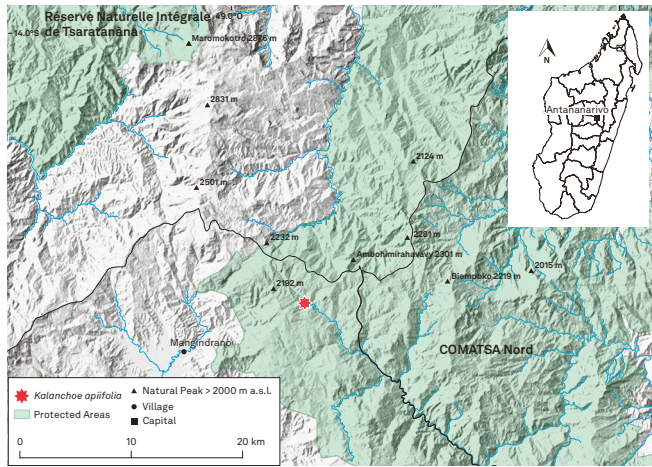 Réserve Naturelle Intégrale
de Tsaratanana
49.0°O
14.0°S
Maromokotro 2876 m
N
2831 m
Antananarivo
2124 m
2501 m
2232 m
2281 m
Ambohimirahavavy 2301 m
Biempoko 2219 m
2015 m
2192 m
Mangindrano
COMATSA Nord
Kalanchoe apiifolia
Protected Areas
Natural Peak > 2000 m a.s.l.
Village
Capital
0
10
20 km